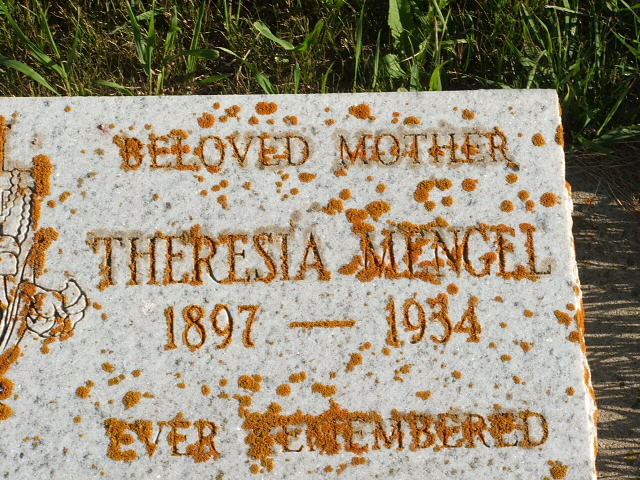 BELOVED MOTHER
THERESIA MENGEL
1897 — 1934
EVER REMEMBERED